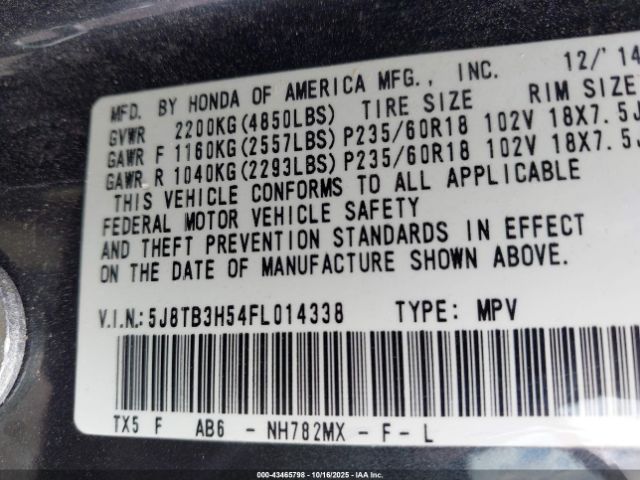 MFD. BY HONDA OF AMERICA MFG., INC. 12/'14
GVWR 2200KG(4850LBS) TIRE SIZE RIM SIZE
GAWR F 1160KG(2557LBS) P235/60R18 102V 18X7.5J
GAWR R 1040KG(2293LBS) P235/60R18 102V 18X7.5J
THIS VEHICLE CONFORMS TO ALL APPLICABLE
FEDERAL MOTOR VEHICLE SAFETY
AND THEFT PREVENTION STANDARDS IN EFFECT
ON THE DATE OF MANUFACTURE SHOWN ABOVE.
V.I.N.: 5J8TB3H54FL014338 TYPE: MPV
TX5 F AB6 - NH782MX - F - L
000-43465798 - 10/16/2025 - IAAI.COM